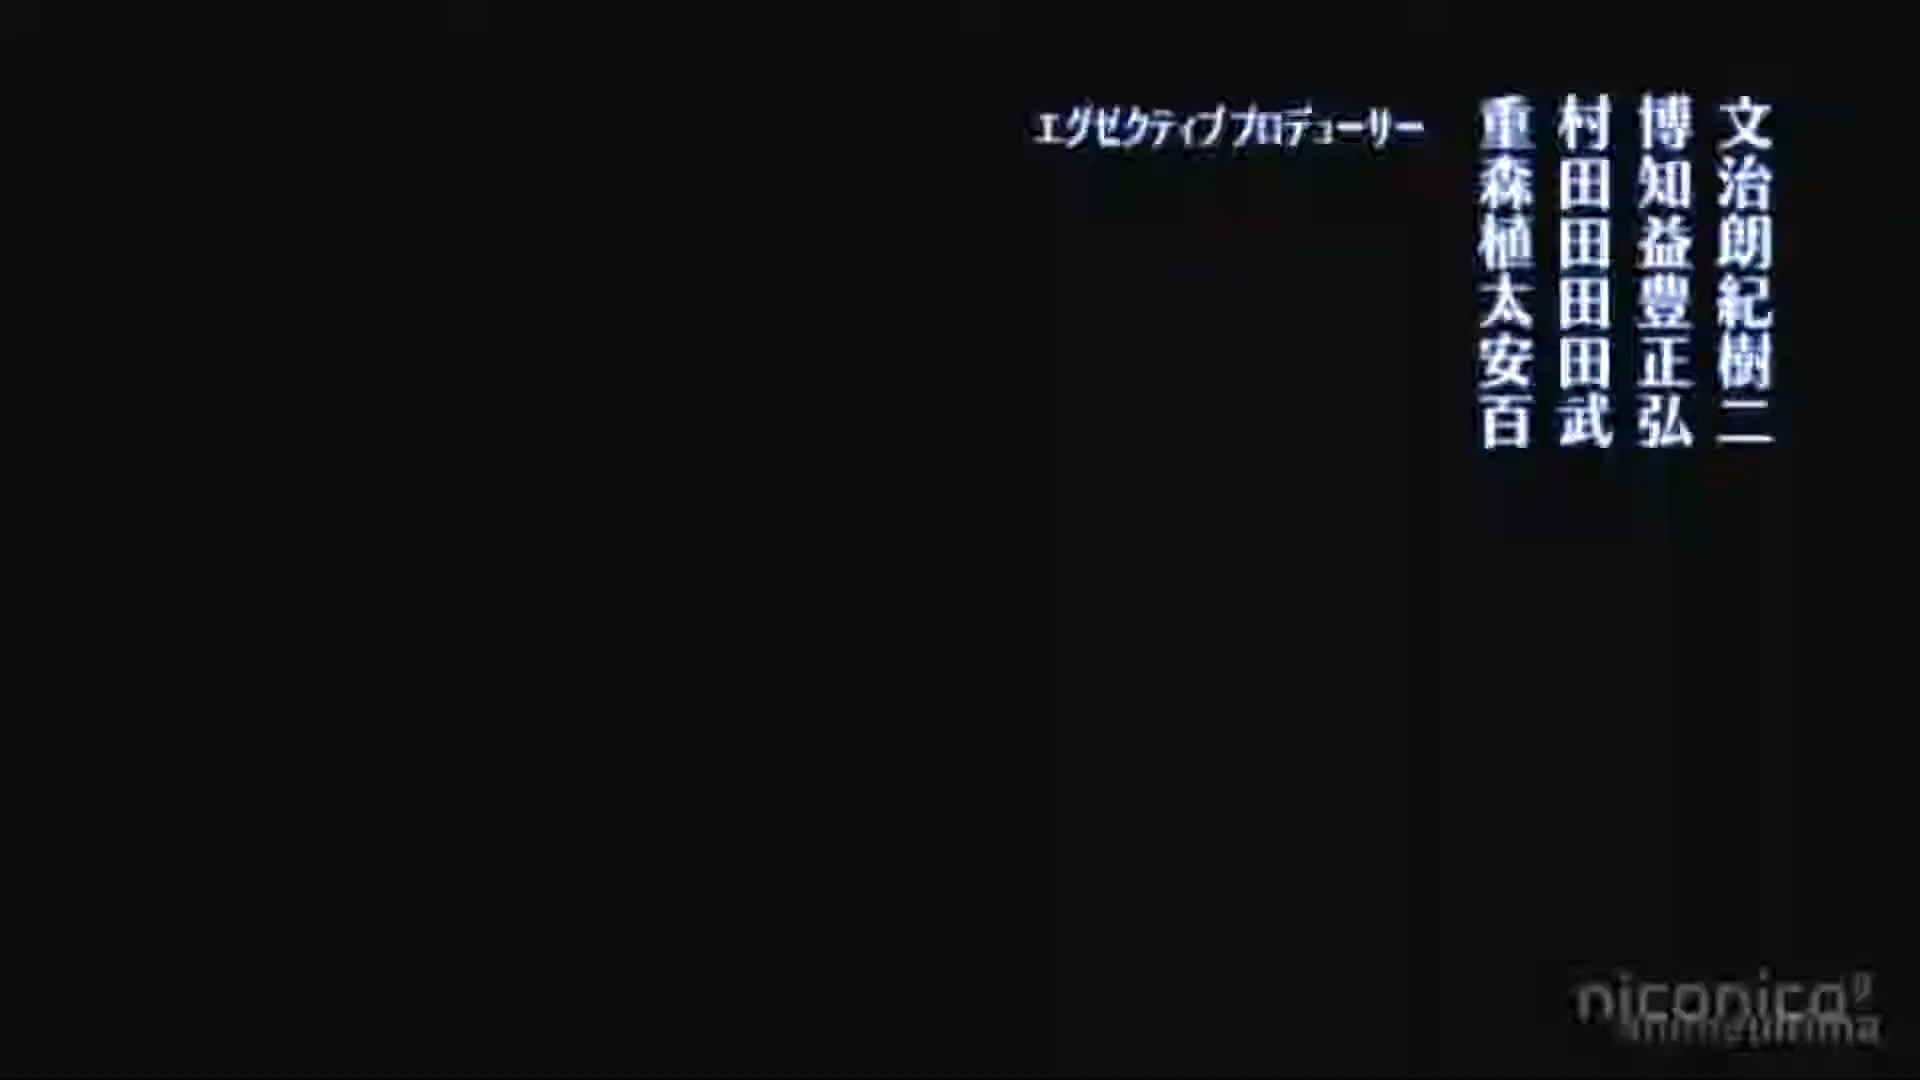 エグゼクティブプロデューサー 重村博文
森田知治
植田益朗
太田豊紀
安田正樹
百武弘二
niconico